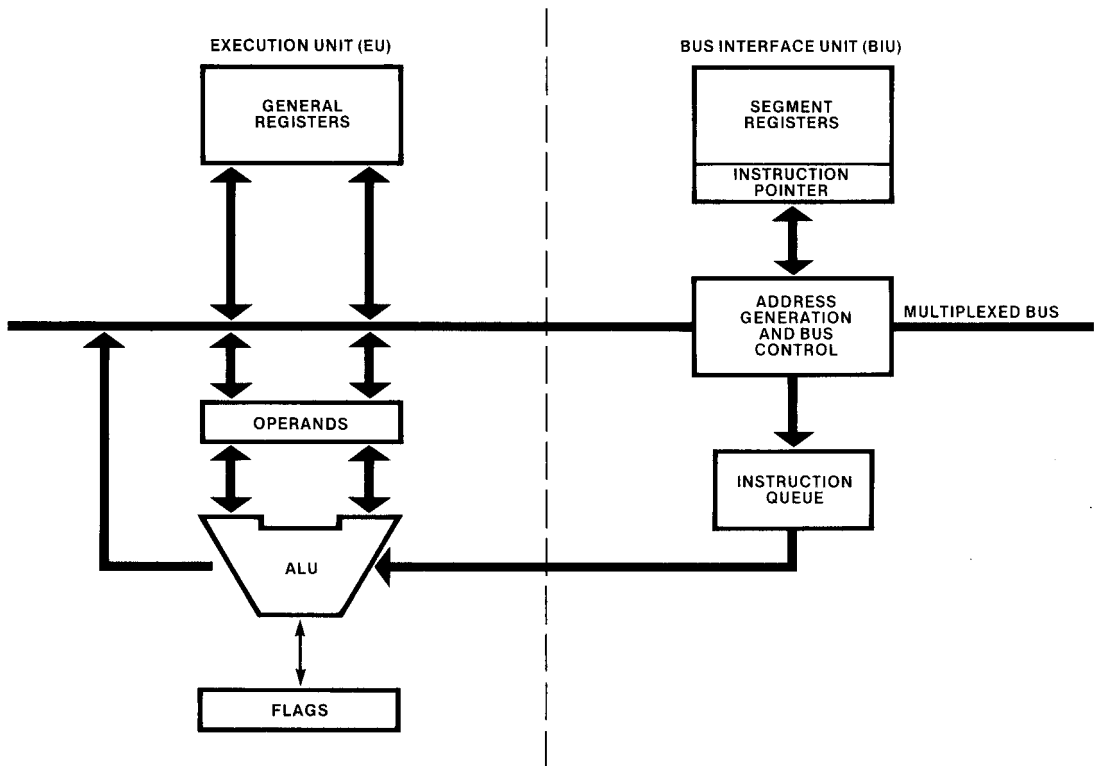 EXECUTION UNIT (EU)
GENERAL
REGISTERS
OPERANDS
ALU
FLAGS
BUS INTERFACE UNIT (BIU)
SEGMENT
REGISTERS
INSTRUCTION
POINTER
ADDRESS
GENERATION
AND BUS
CONTROL
MULTIPLEXED BUS
INSTRUCTION
QUEUE